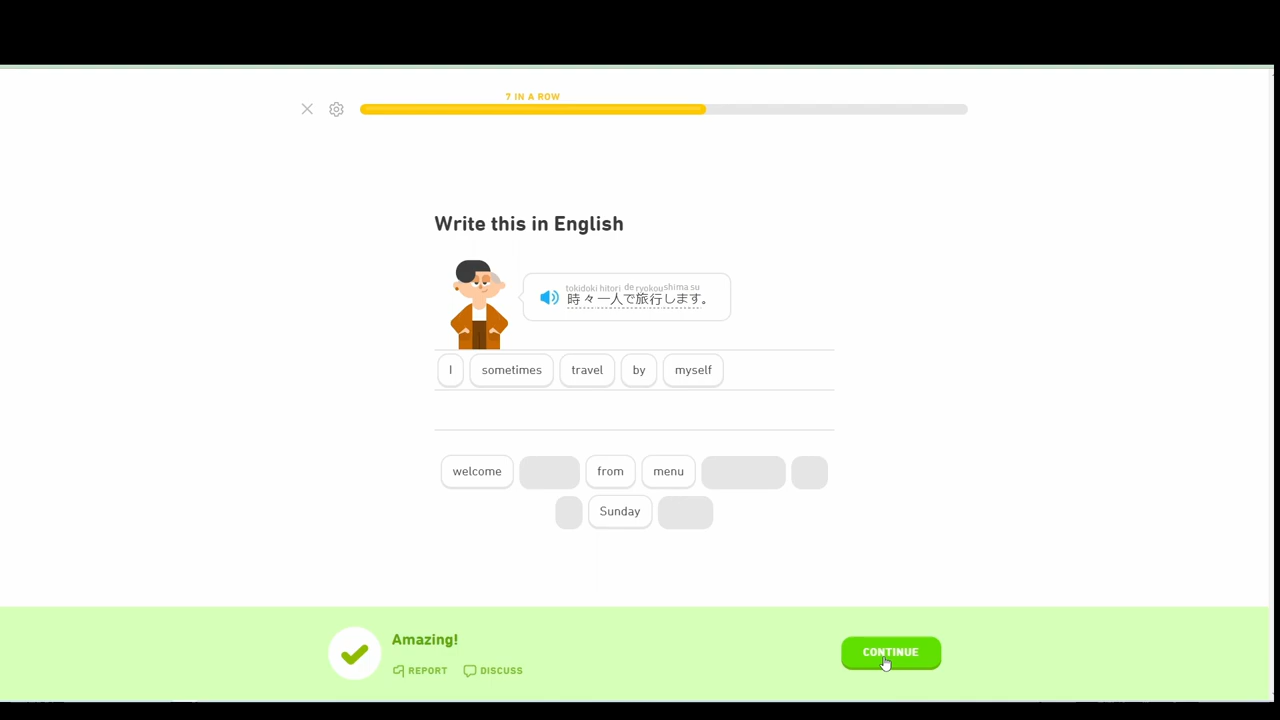 7 IN A ROW
Write this in English
tokidoki hitori de ryokou shima su
時々一人で旅行します。
I sometimes travel by myself
welcome from menu
Sunday
Amazing!
REPORT DISCUSS
CONTINUE